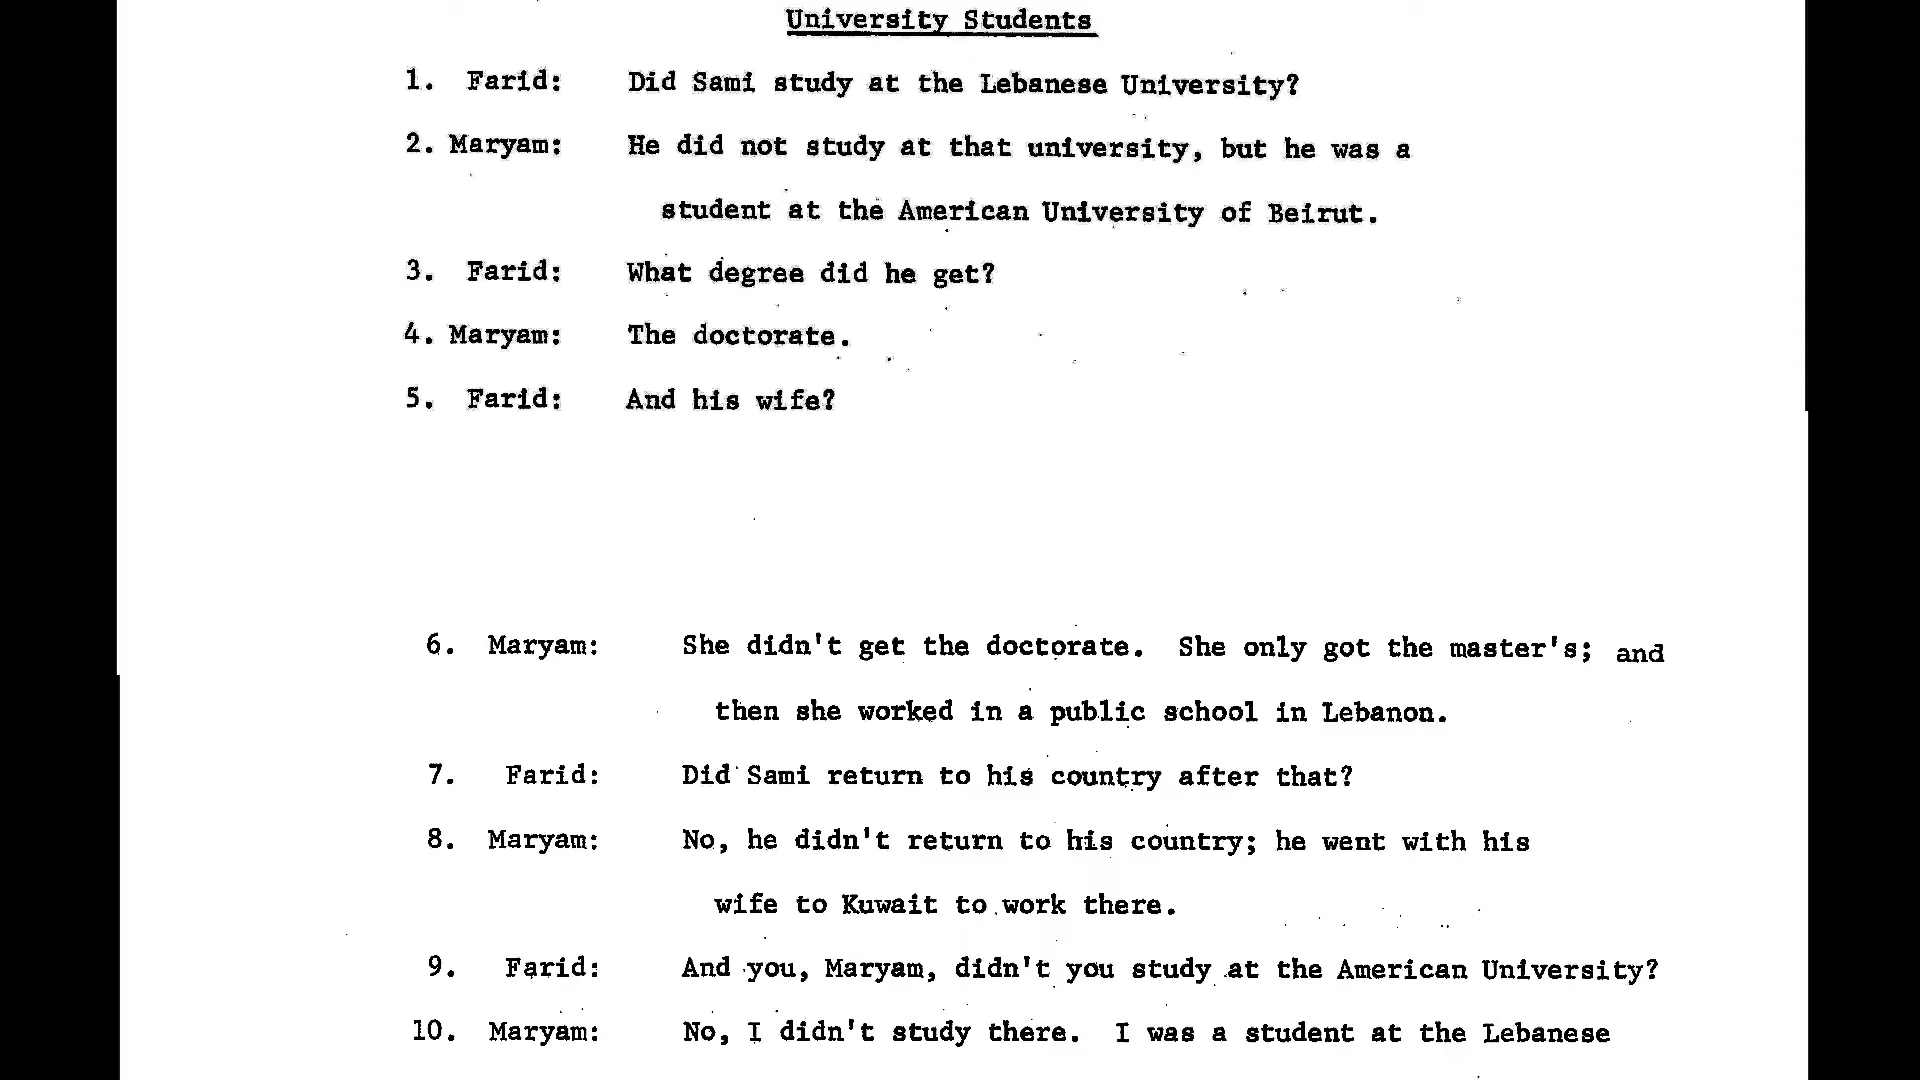 University Students
1. Farid: Did Sami study at the Lebanese University?
2. Maryam: He did not study at that university, but he was a
student at the American University of Beirut.
3. Farid: What degree did he get?
4. Maryam: The doctorate.
5. Farid: And his wife?
6. Maryam: She didn't get the doctorate. She only got the master's; and
then she worked in a public school in Lebanon.
7. Farid: Did Sami return to his country after that?
8. Maryam: No, he didn't return to his country; he went with his
wife to Kuwait to work there.
9. Farid: And you, Maryam, didn't you study at the American University?
10. Maryam: No, I didn't study there. I was a student at the Lebanese